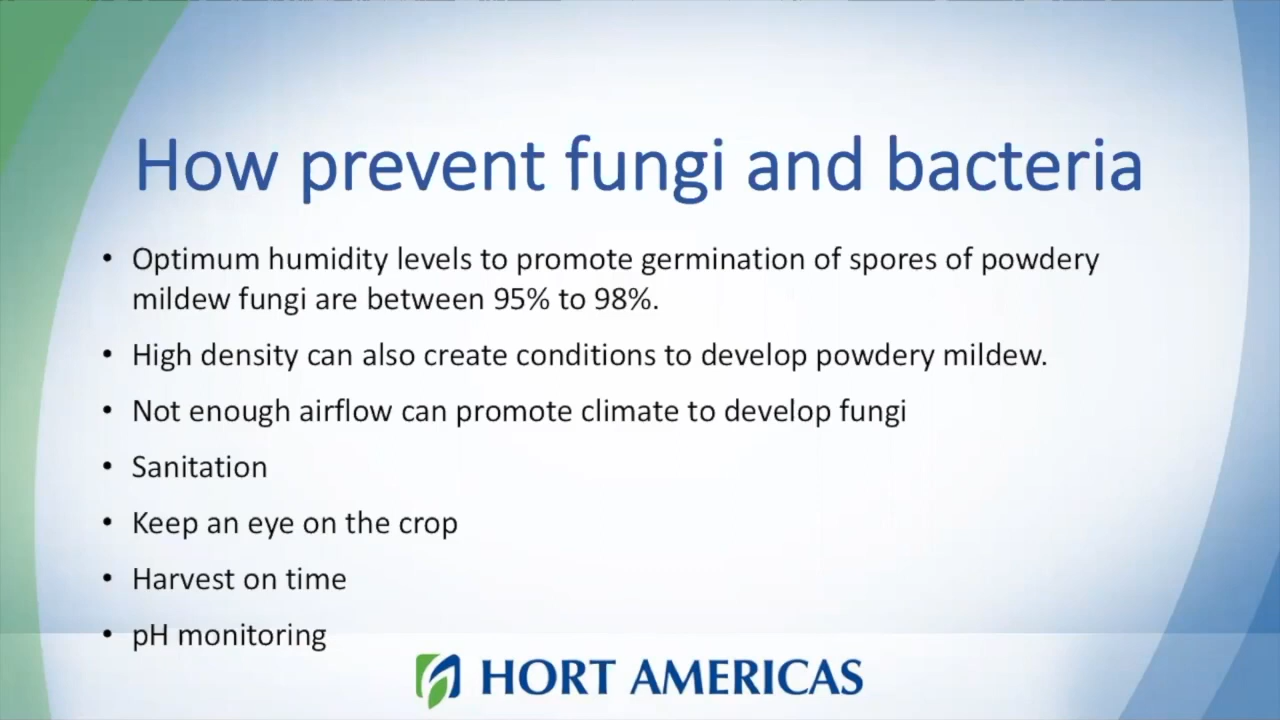 How prevent fungi and bacteria
• Optimum humidity levels to promote germination of spores of powdery
mildew fungi are between 95% to 98%.
• High density can also create conditions to develop powdery mildew.
• Not enough airflow can promote climate to develop fungi
• Sanitation
• Keep an eye on the crop
• Harvest on time
• pH monitoring
HORT AMERICAS